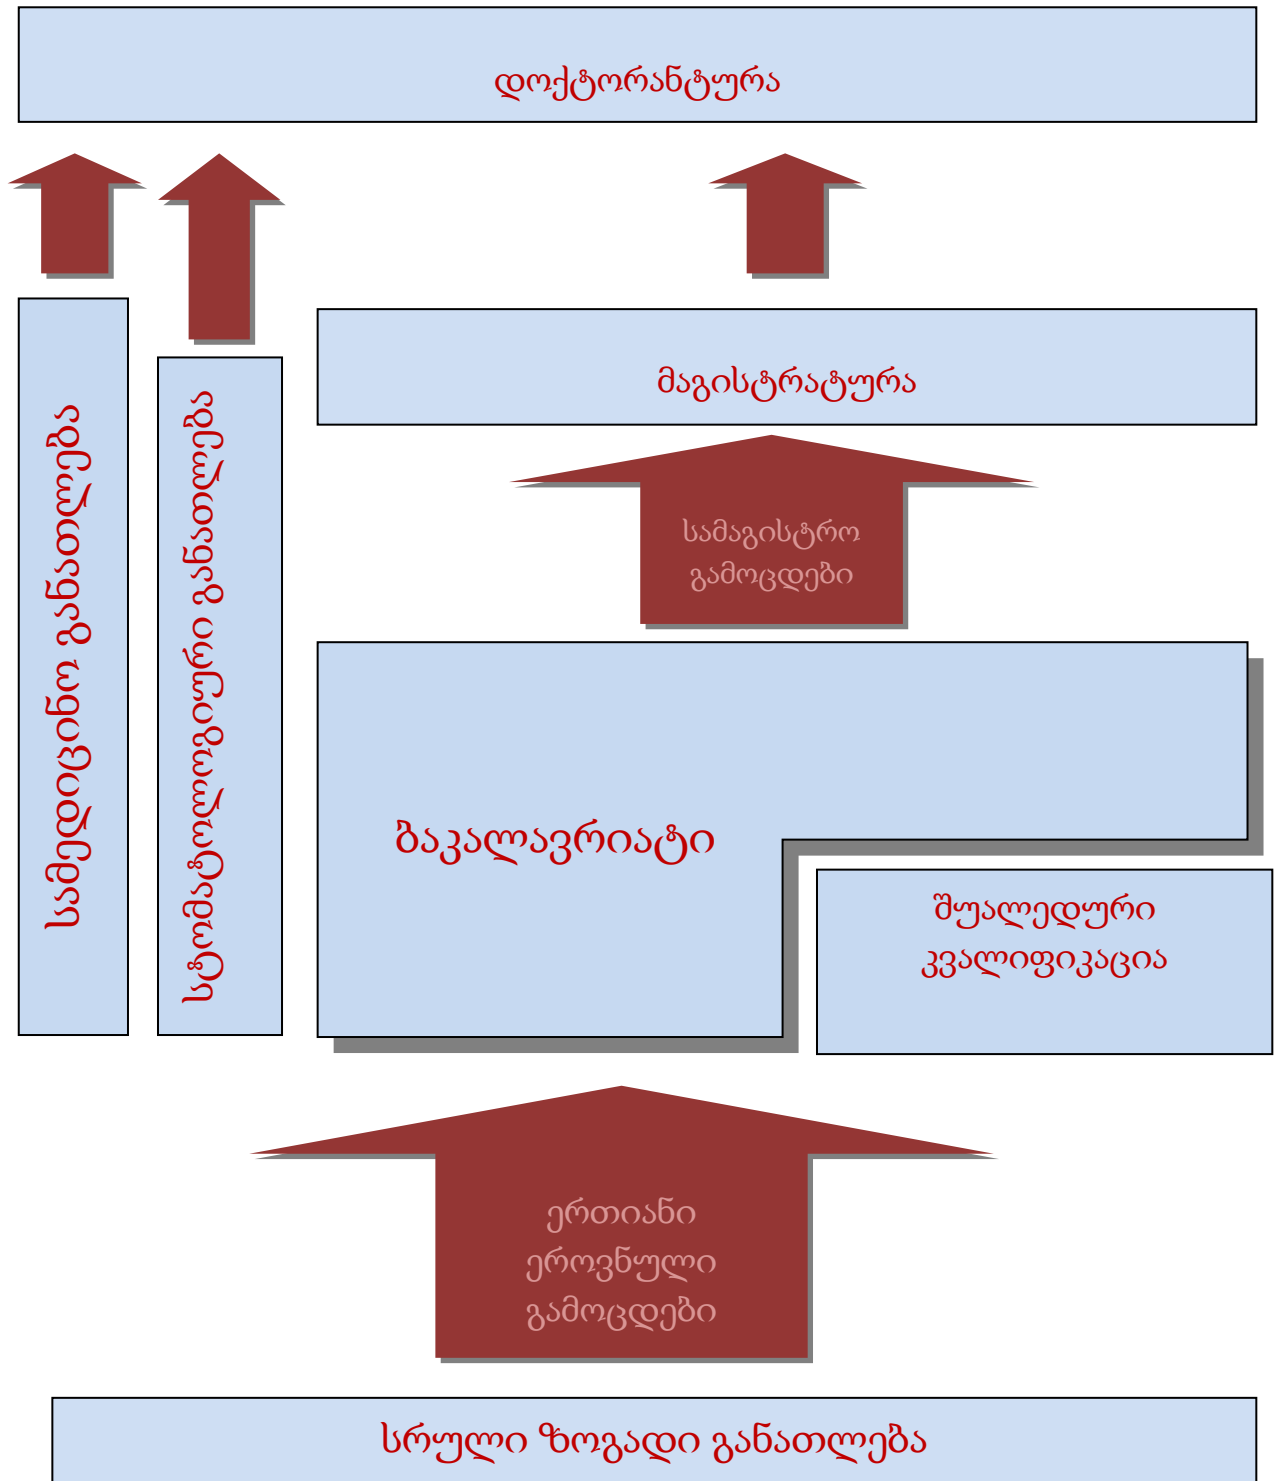 დოქტორანტურა
მაგისტრატურა
სამედიცინო განათლება
სტომატოლოგიური განათლება
სამაგისტრო
გამოცდები
ბაკალავრიატი
შუალედური
კვალიფიკაცია
ერთიანი
ეროვნული
გამოცდები
სრული ზოგადი განათლება